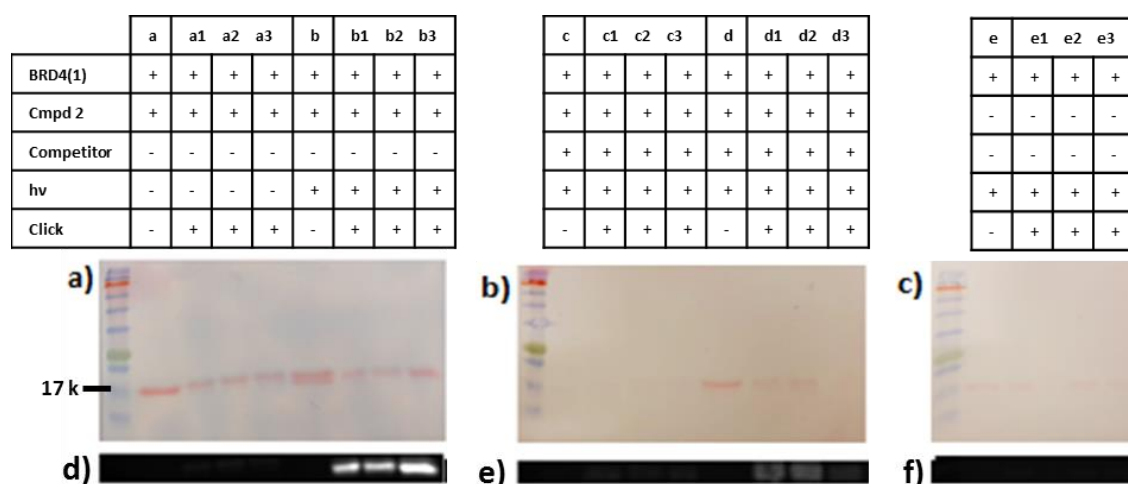 a a1 a2 a3 b b1 b2 b3
BRD4(1) + + + + + + + +
Cmpd 2 + + + + + + + +
Competitor - - - - - - - -
hν - - - - + + + +
Click - + + + - + + +
c c1 c2 c3 d d1 d2 d3
+ + + + + + + +
+ + + + + + + +
+ + + + + + + +
+ + + + + + + +
- + + + - + + +
e e1 e2 e3
+ + + +
- - - -
- - - -
+ + + +
- + + +
a)
b)
c)
17 k
d)
e)
f)